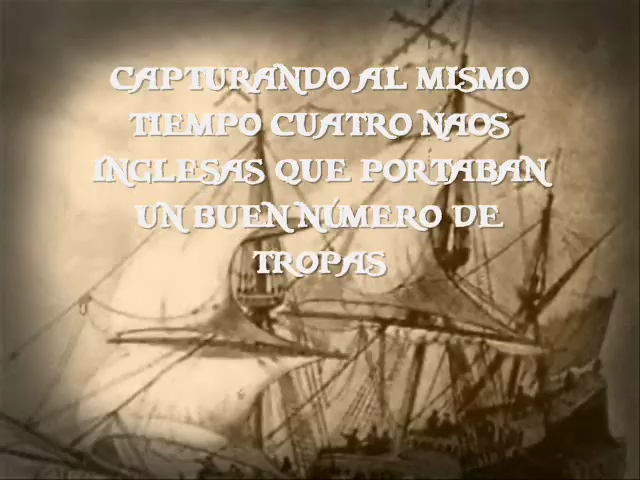 CAPTURANDO AL MISMO
TIEMPO CUATRO NAOS
INGLESAS QUE PORTABAN
UN BUEN NÚMERO DE
TROPAS